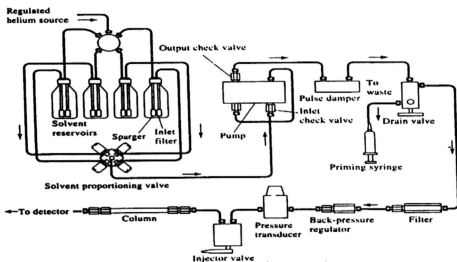 Regulated
helium source
Output check valve
To
waste
Pulse damper
Inlet
check valve
Drain valve
Solvent
reservoirs
Sparger
Inlet
filter
Pump
Priming syringe
Solvent proportioning valve
To detector
Column
Pressure
transducer
Back-pressure
regulator
Filter
Injector valve